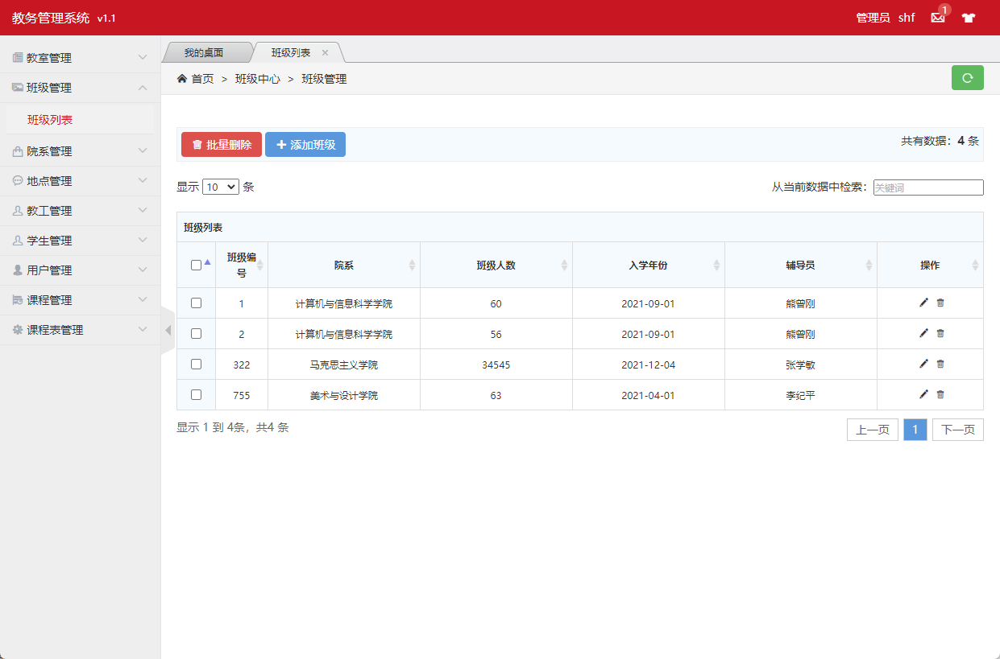 教务管理系统 v1.1
管理员 shf 1
教室管理
班级管理
班级列表
院系管理
地点管理
教工管理
学生管理
用户管理
课程管理
课程表管理
我的桌面 班级列表
首页 > 班级中心 > 班级管理
批量删除 添加班级 共有数据：4 条
显示 10 条 从当前数据中检索： 关键词
班级列表
班级编号 院系 班级人数 入学年份 辅导员 操作
1 计算机与信息科学学院 60 2021-09-01 熊曾刚
2 计算机与信息科学学院 56 2021-09-01 熊曾刚
322 马克思主义学院 34545 2021-12-04 张学敏
755 美术与设计学院 63 2021-04-01 李纪平
显示 1 到 4条，共4 条 上一页 1 下一页